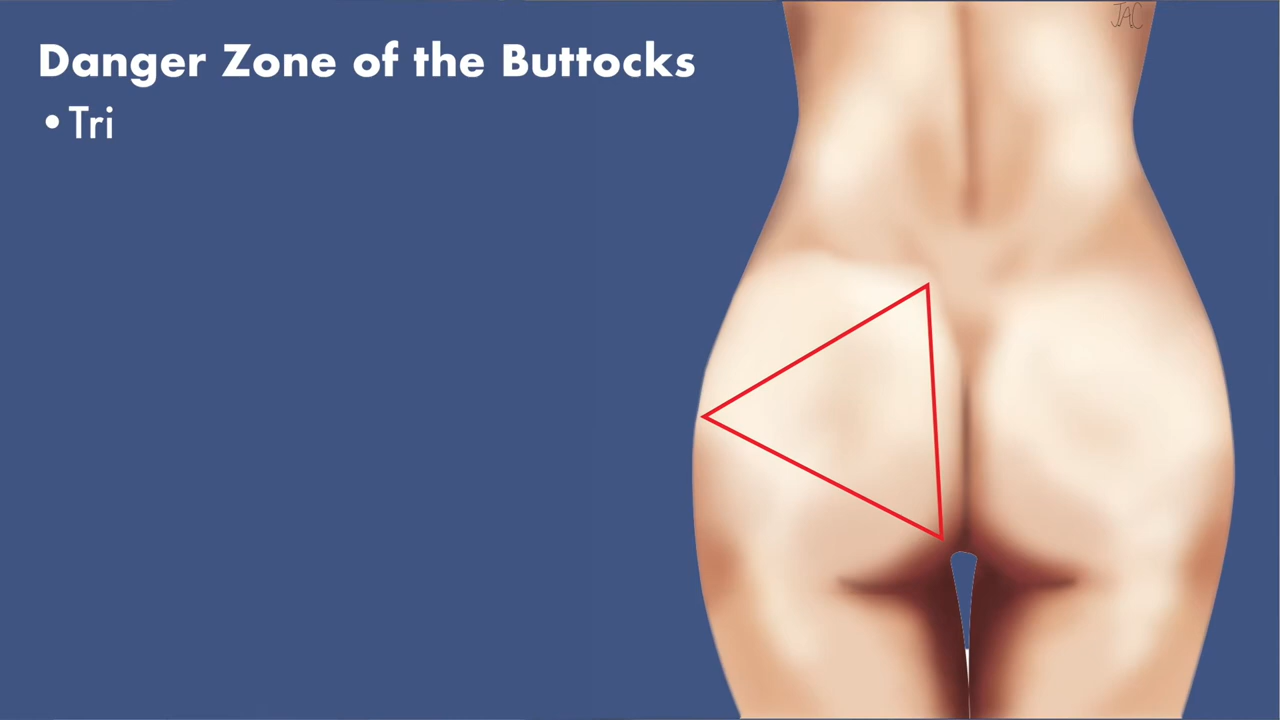 Danger Zone of the Buttocks
•Tri
JAC